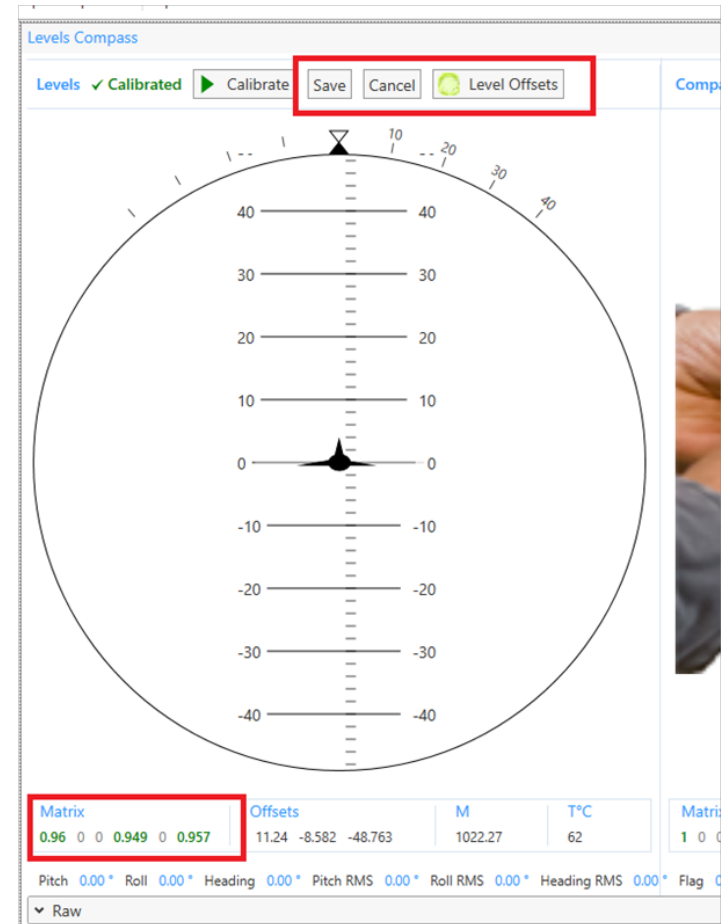 Levels Compass
Levels ✓ Calibrated Calibrate Save Cancel Level Offsets Compa
10
20
30
40
40 40
30 30
20 20
10 10
0 0
-10 -10
-20 -20
-30 -30
-40 -40
Matrix Offsets M T°C Matri
0.96 0 0 0.949 0 0.957 11.24 -8.582 -48.763 1022.27 62 1 0
Pitch 0.00 ° Roll 0.00 ° Heading 0.00 ° Pitch RMS 0.00 ° Roll RMS 0.00 ° Heading RMS 0.00 ° Flag
Raw